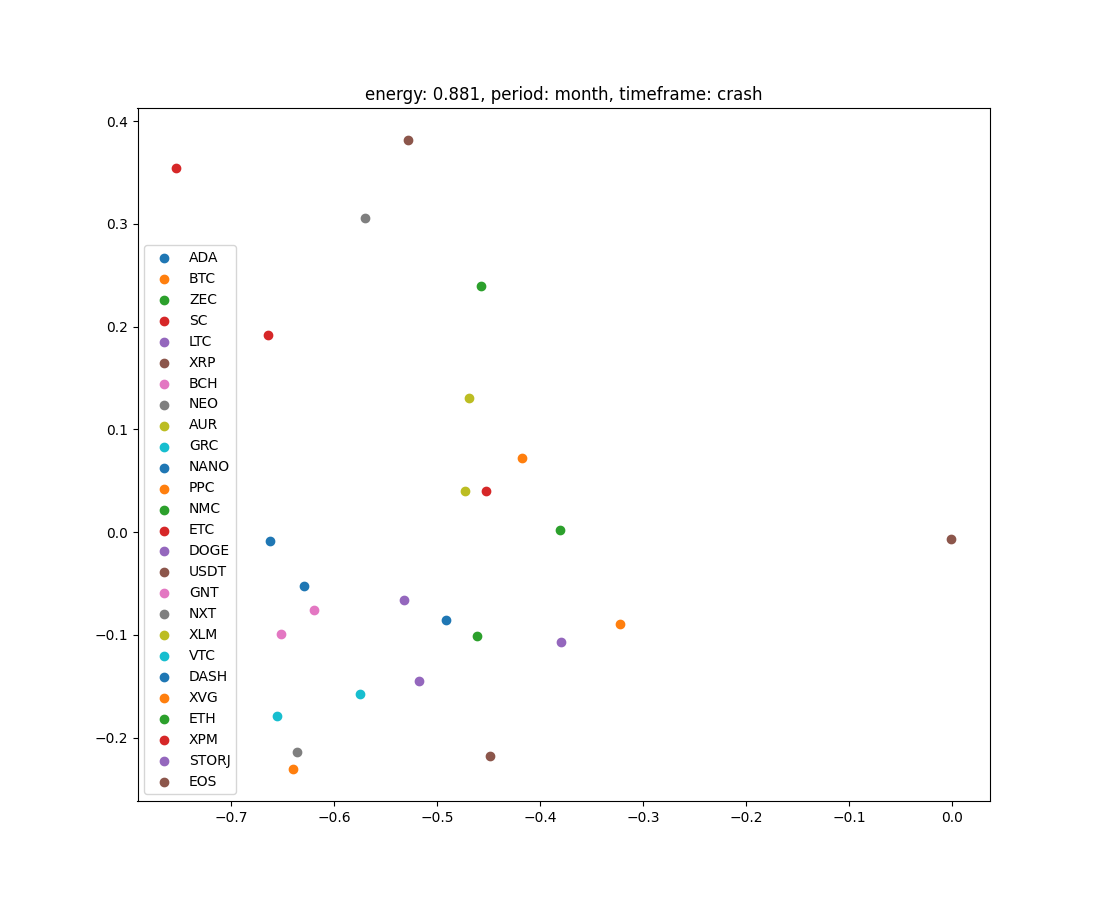 energy: 0.881, period: month, timeframe: crash
0.4
0.3
0.2
0.1
0.0
−0.1
−0.2
ADA
BTC
ZEC
SC
LTC
XRP
BCH
NEO
AUR
GRC
NANO
PPC
NMC
ETC
DOGE
USDT
GNT
NXT
XLM
VTC
DASH
XVG
ETH
XPM
STORJ
EOS
−0.7 −0.6 −0.5 −0.4 −0.3 −0.2 −0.1 0.0